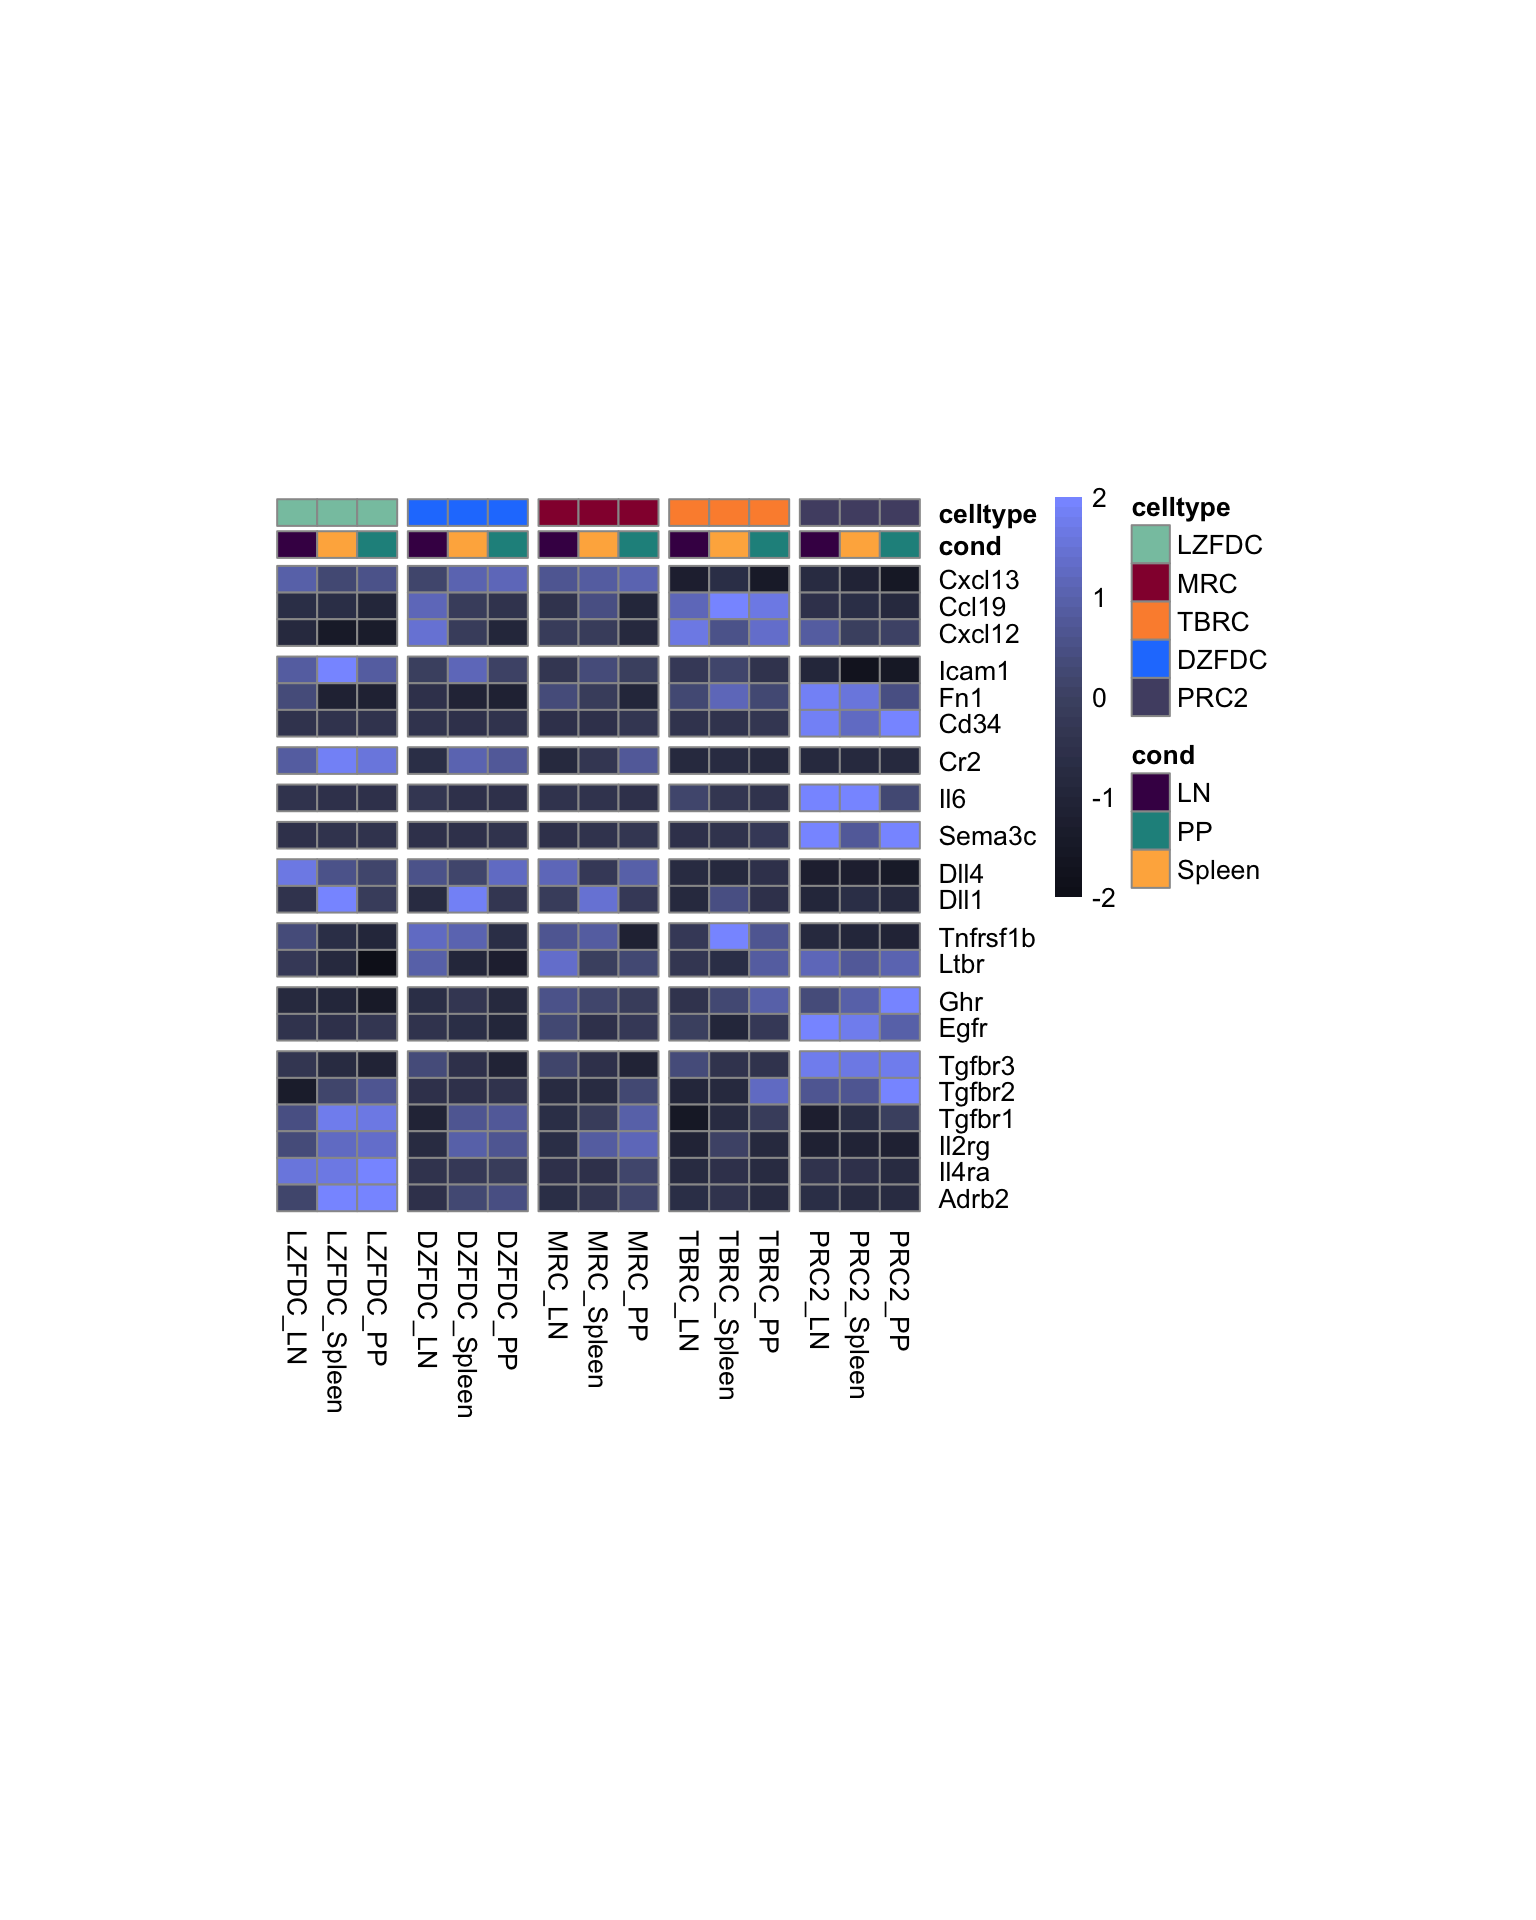 celltype
cond
Cxcl13
Ccl19
Cxcl12
Icam1
Fn1
Cd34
Cr2
Il6
Sema3c
Dll4
Dll1
Tnfrsf1b
Ltbr
Ghr
Egfr
Tgfbr3
Tgfbr2
Tgfbr1
Il2rg
Il4ra
Adrb2
LZFDC_LN
LZFDC_Spleen
LZFDC_PP
DZFDC_LN
DZFDC_Spleen
DZFDC_PP
MRC_LN
MRC_Spleen
MRC_PP
TBRC_LN
TBRC_Spleen
TBRC_PP
PRC2_LN
PRC2_Spleen
PRC2_PP
2
1
0
-1
-2
celltype
LZFDC
MRC
TBRC
DZFDC
PRC2
cond
LN
PP
Spleen